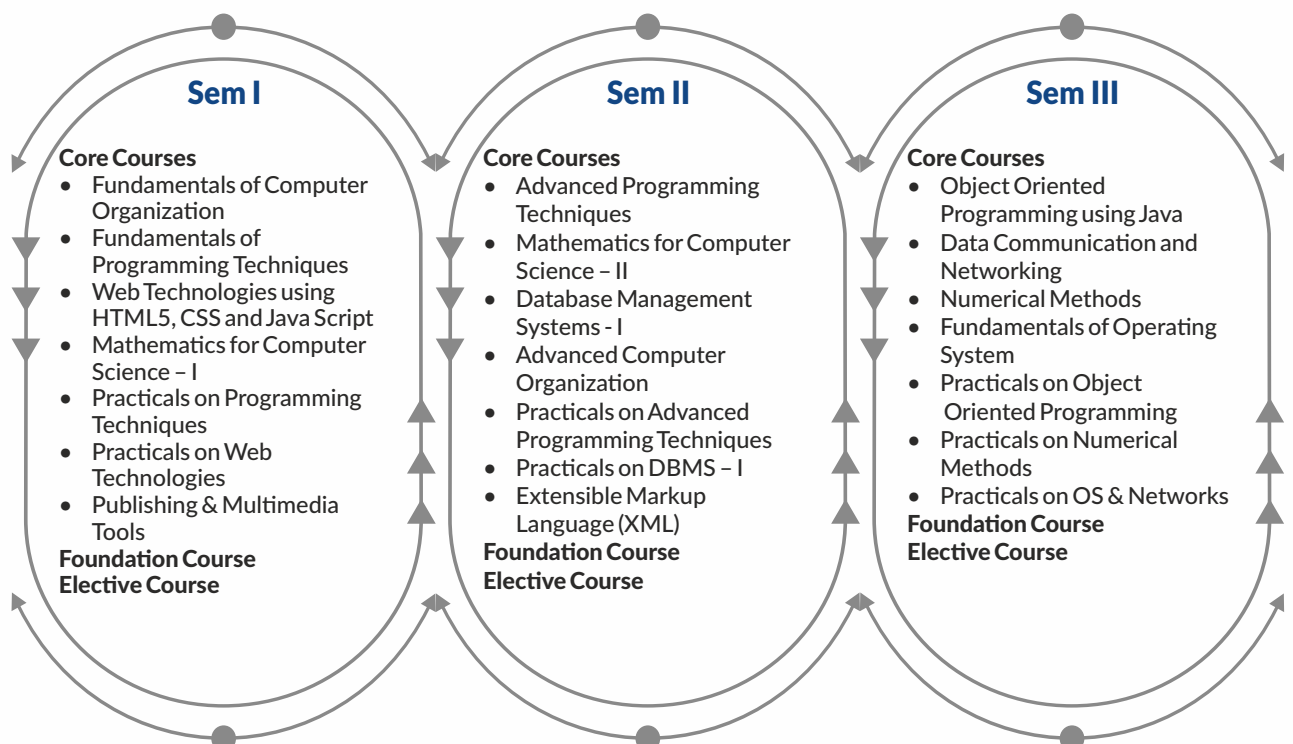 Sem I
Core Courses
• Fundamentals of Computer
Organization
• Fundamentals of
Programming Techniques
• Web Technologies using
HTML5, CSS and Java Script
• Mathematics for Computer
Science – I
• Practicals on Programming
Techniques
• Practicals on Web
Technologies
• Publishing & Multimedia
Tools
Foundation Course
Elective Course
Sem II
Core Courses
• Advanced Programming
Techniques
• Mathematics for Computer
Science – II
• Database Management
Systems - I
• Advanced Computer
Organization
• Practicals on Advanced
Programming Techniques
• Practicals on DBMS – I
• Extensible Markup
Language (XML)
Foundation Course
Elective Course
Sem III
Core Courses
• Object Oriented
Programming using Java
• Data Communication and
Networking
• Numerical Methods
• Fundamentals of Operating
System
• Practicals on Object
Oriented Programming
• Practicals on Numerical
Methods
• Practicals on OS & Networks
Foundation Course
Elective Course